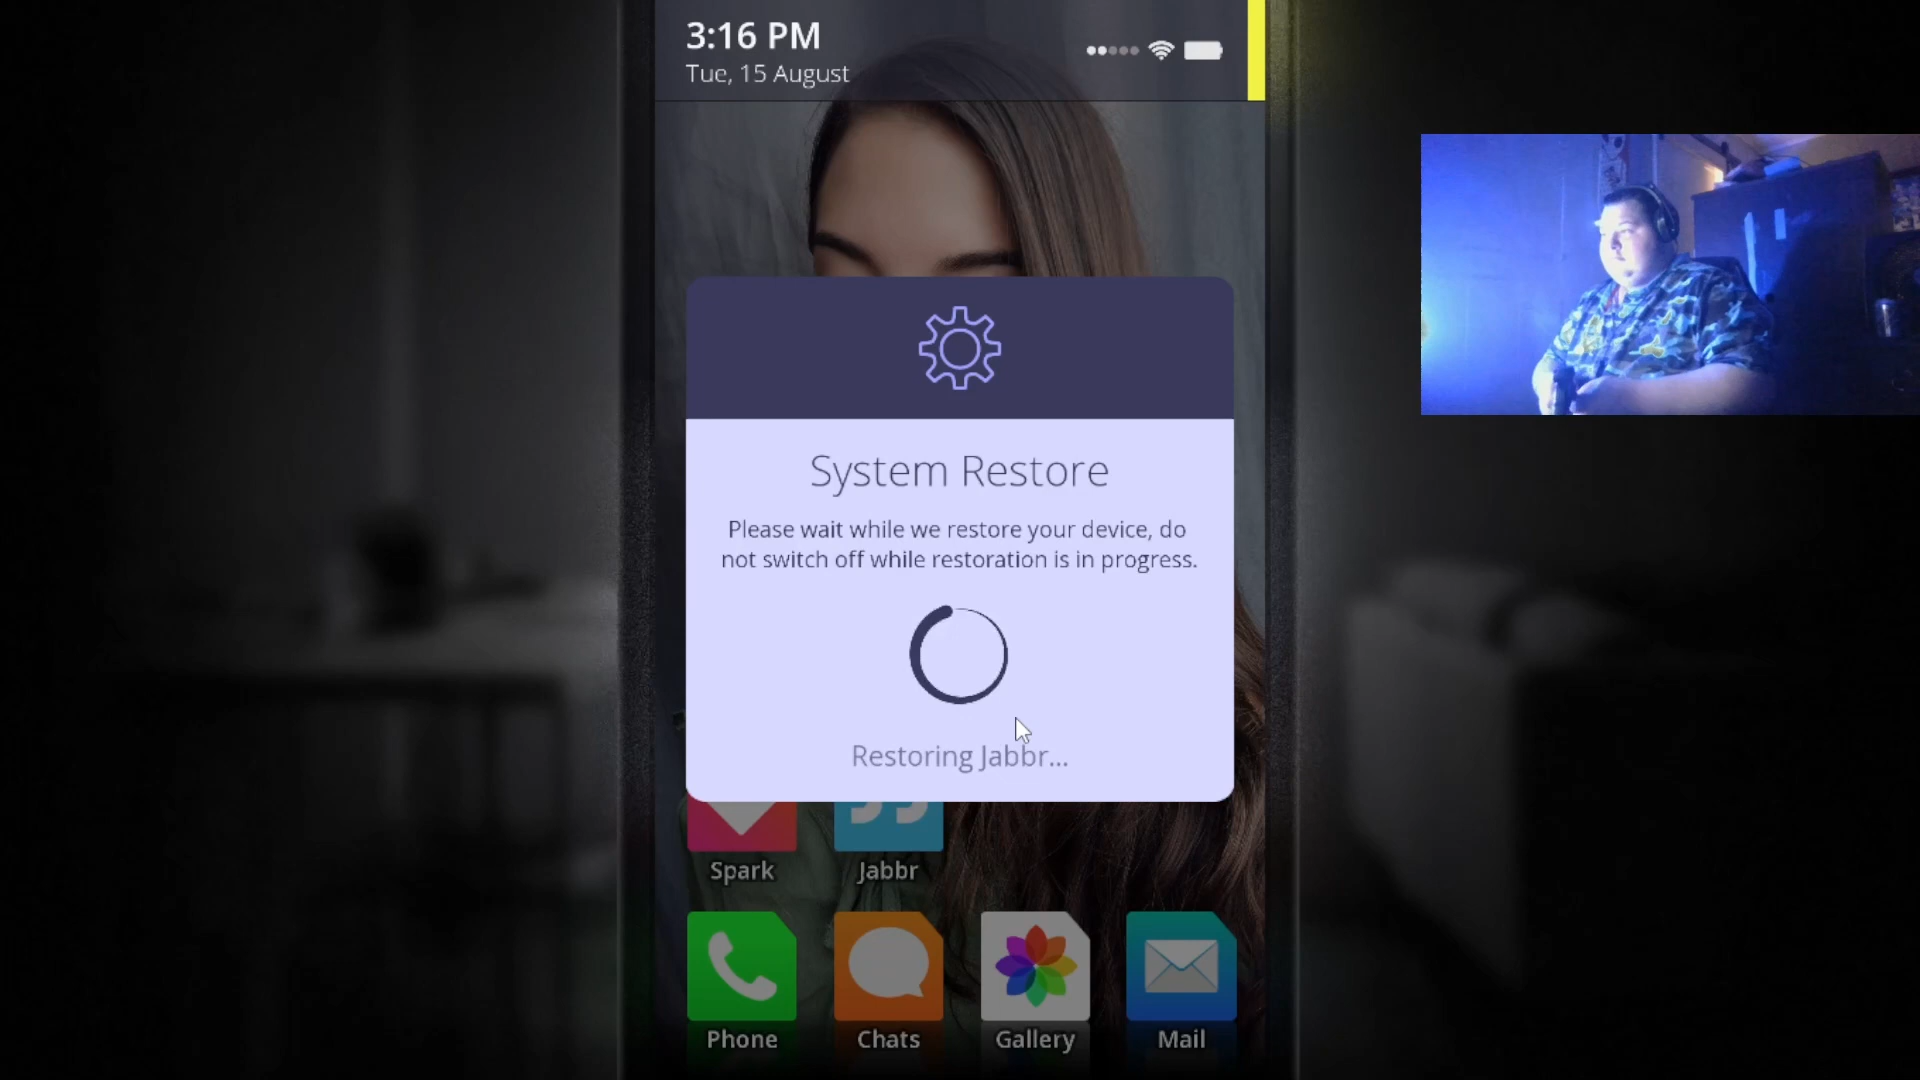 3:16 PM
Tue, 15 August
System Restore
Please wait while we restore your device, do
not switch off while restoration is in progress.
Restoring Jabbr...
Spark
Jabbr
Phone
Chats
Gallery
Mail